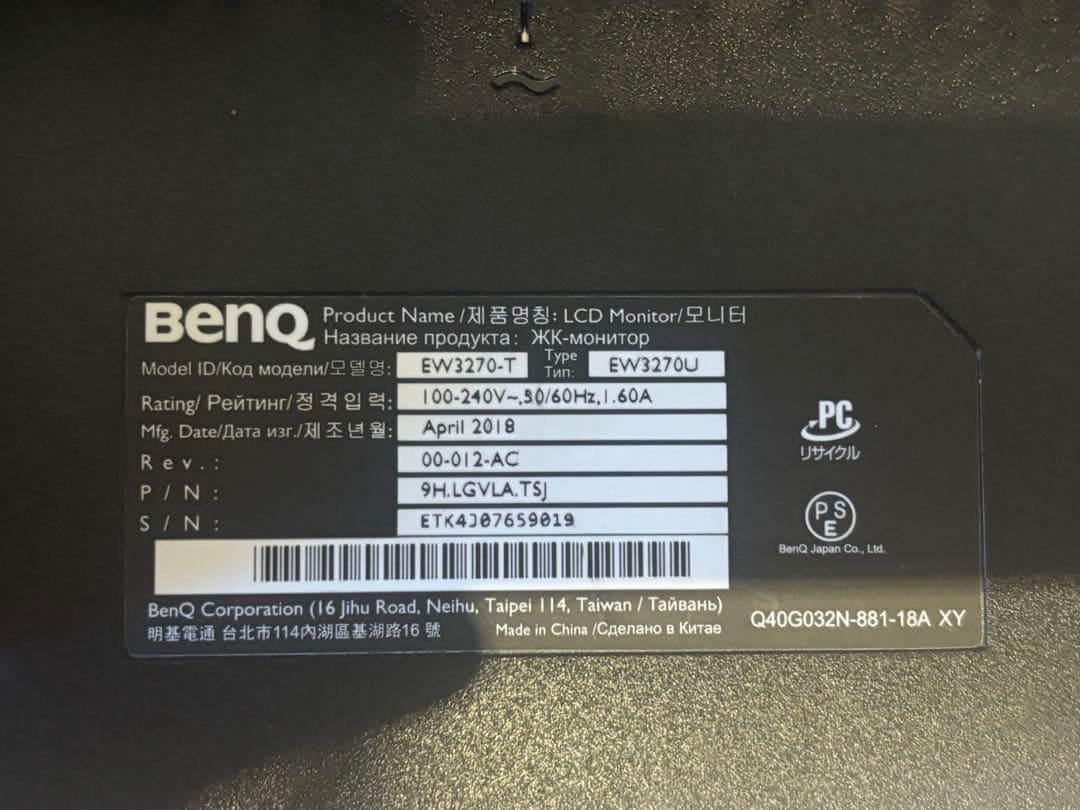 BenQ
Product Name /제품명칭: LCD Monitor/모니터
Название продукта: ЖК-монитор
Model ID/Код модели/모델명: EW3270-T Type Тип: EW3270U
Rating/ Рейтинг/정격입력: 100-240V~,50/60Hz,1.60A
Mfg. Date/Дата изг./제조년월: April 2018
Rev.: 00-012-AC
P/N: 9H.LGVLA.TSJ
S/N: ETK4J07659019
PC
リサイクル
PSE
BenQ Japan Co., Ltd.
BenQ Corporation (16 Jihu Road, Neihu, Taipei 114, Taiwan / Тайвань)
明基電通 台北市114內湖區基湖路16 號
Made in China /Сделано в Китае
Q40G032N-881-18A XY